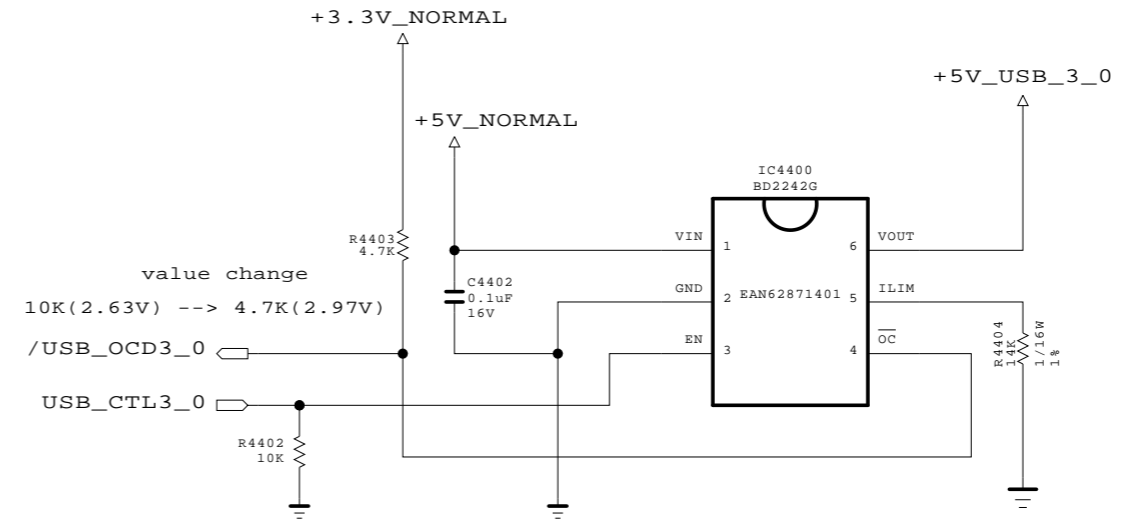 +3.3V_NORMAL
+5V_USB_3_0
+5V_NORMAL
IC4400
BD2242G
R4403
4.7K
VIN
1
6
VOUT
value change
C4402
0.1uF
16V
GND
2
EAN62871401
5
ILIM
10K(2.63V) --> 4.7K(2.97V)
R4404
14K
1/16W
1%
/USB_OCD3_0
EN
3
4
OC
USB_CTL3_0
R4402
10K